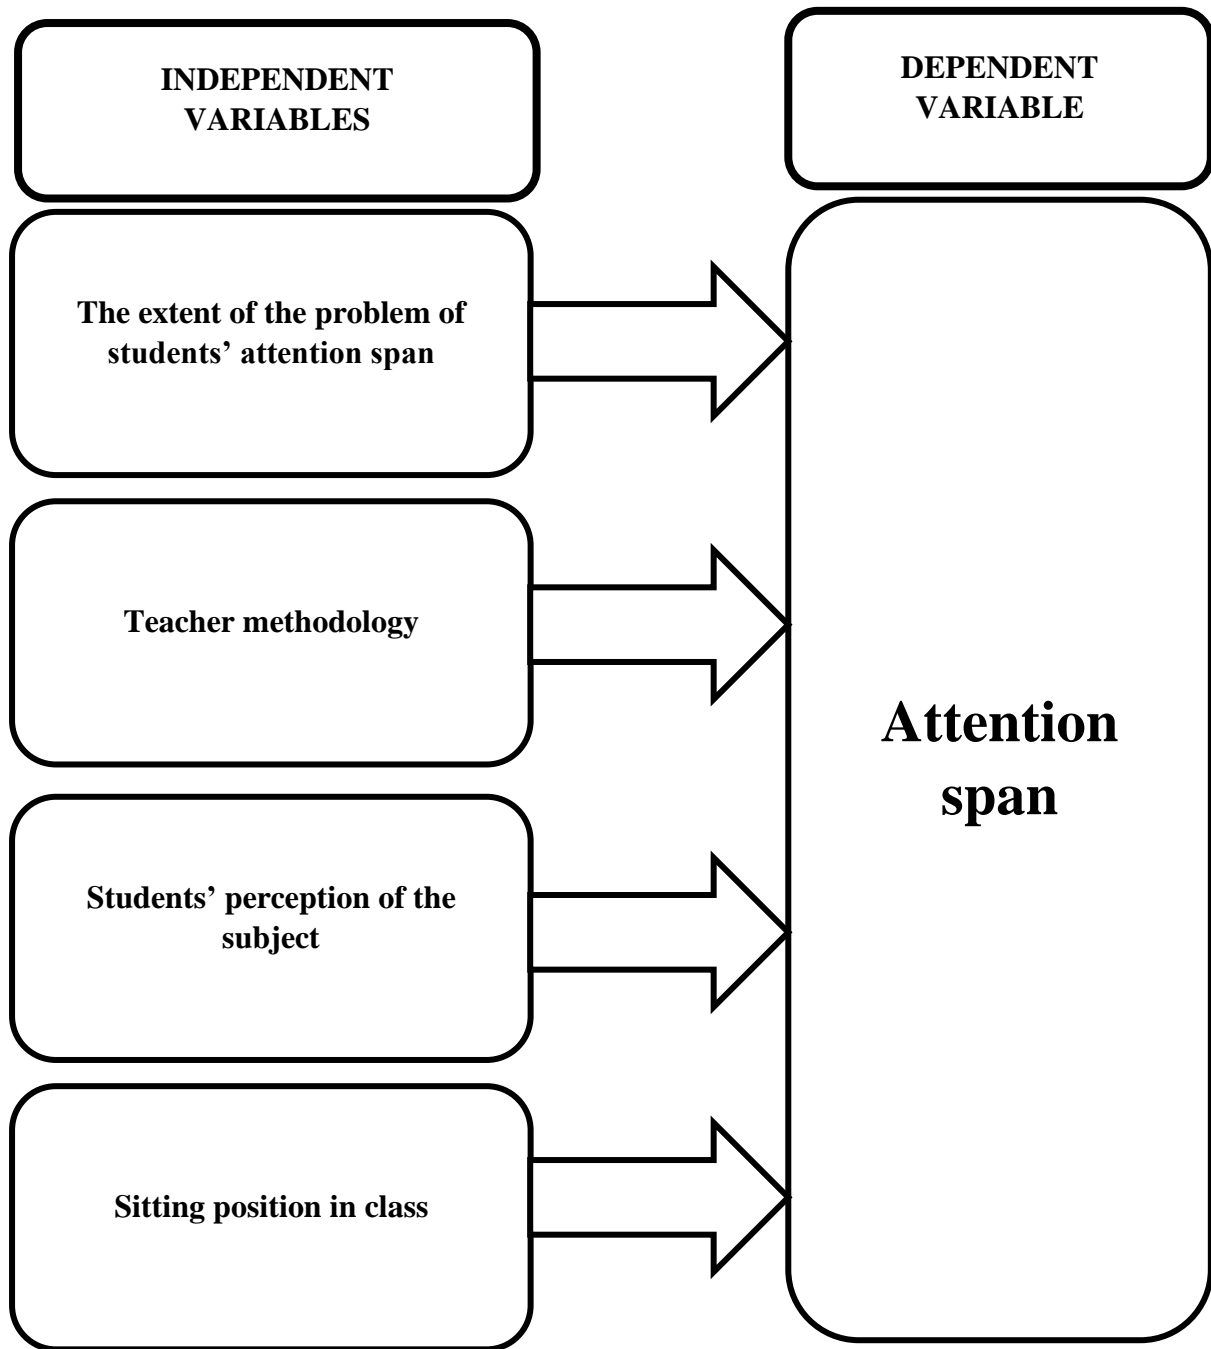 INDEPENDENT
VARIABLES
DEPENDENT
VARIABLE
The extent of the problem of
students’ attention span
Teacher methodology
Students’ perception of the
subject
Sitting position in class
Attention
span